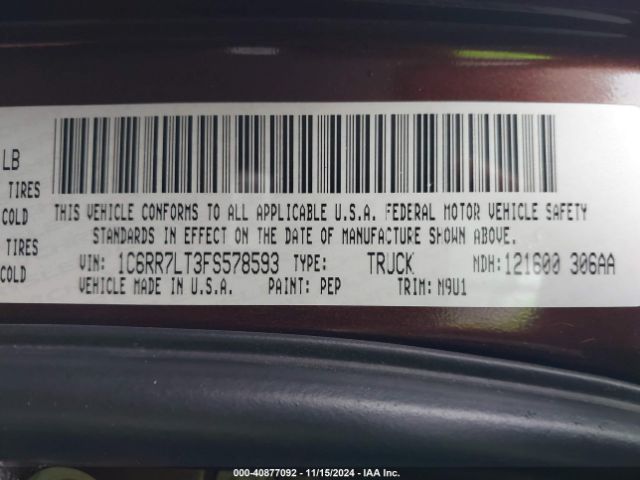 LB
TIRES
COLD
TIRES
COLD
THIS VEHICLE CONFORMS TO ALL APPLICABLE U.S.A. FEDERAL MOTOR VEHICLE SAFETY
STANDARDS IN EFFECT ON THE DATE OF MANUFACTURE SHOWN ABOVE.
VIN: 1C6RR7LT3FS578593 TYPE: TRUCK MDH:121600 306AA
VEHICLE MADE IN U.S.A. PAINT: PEP TRIM: M9U1
000-40877092 - 11/15/2024 - IAA Inc.